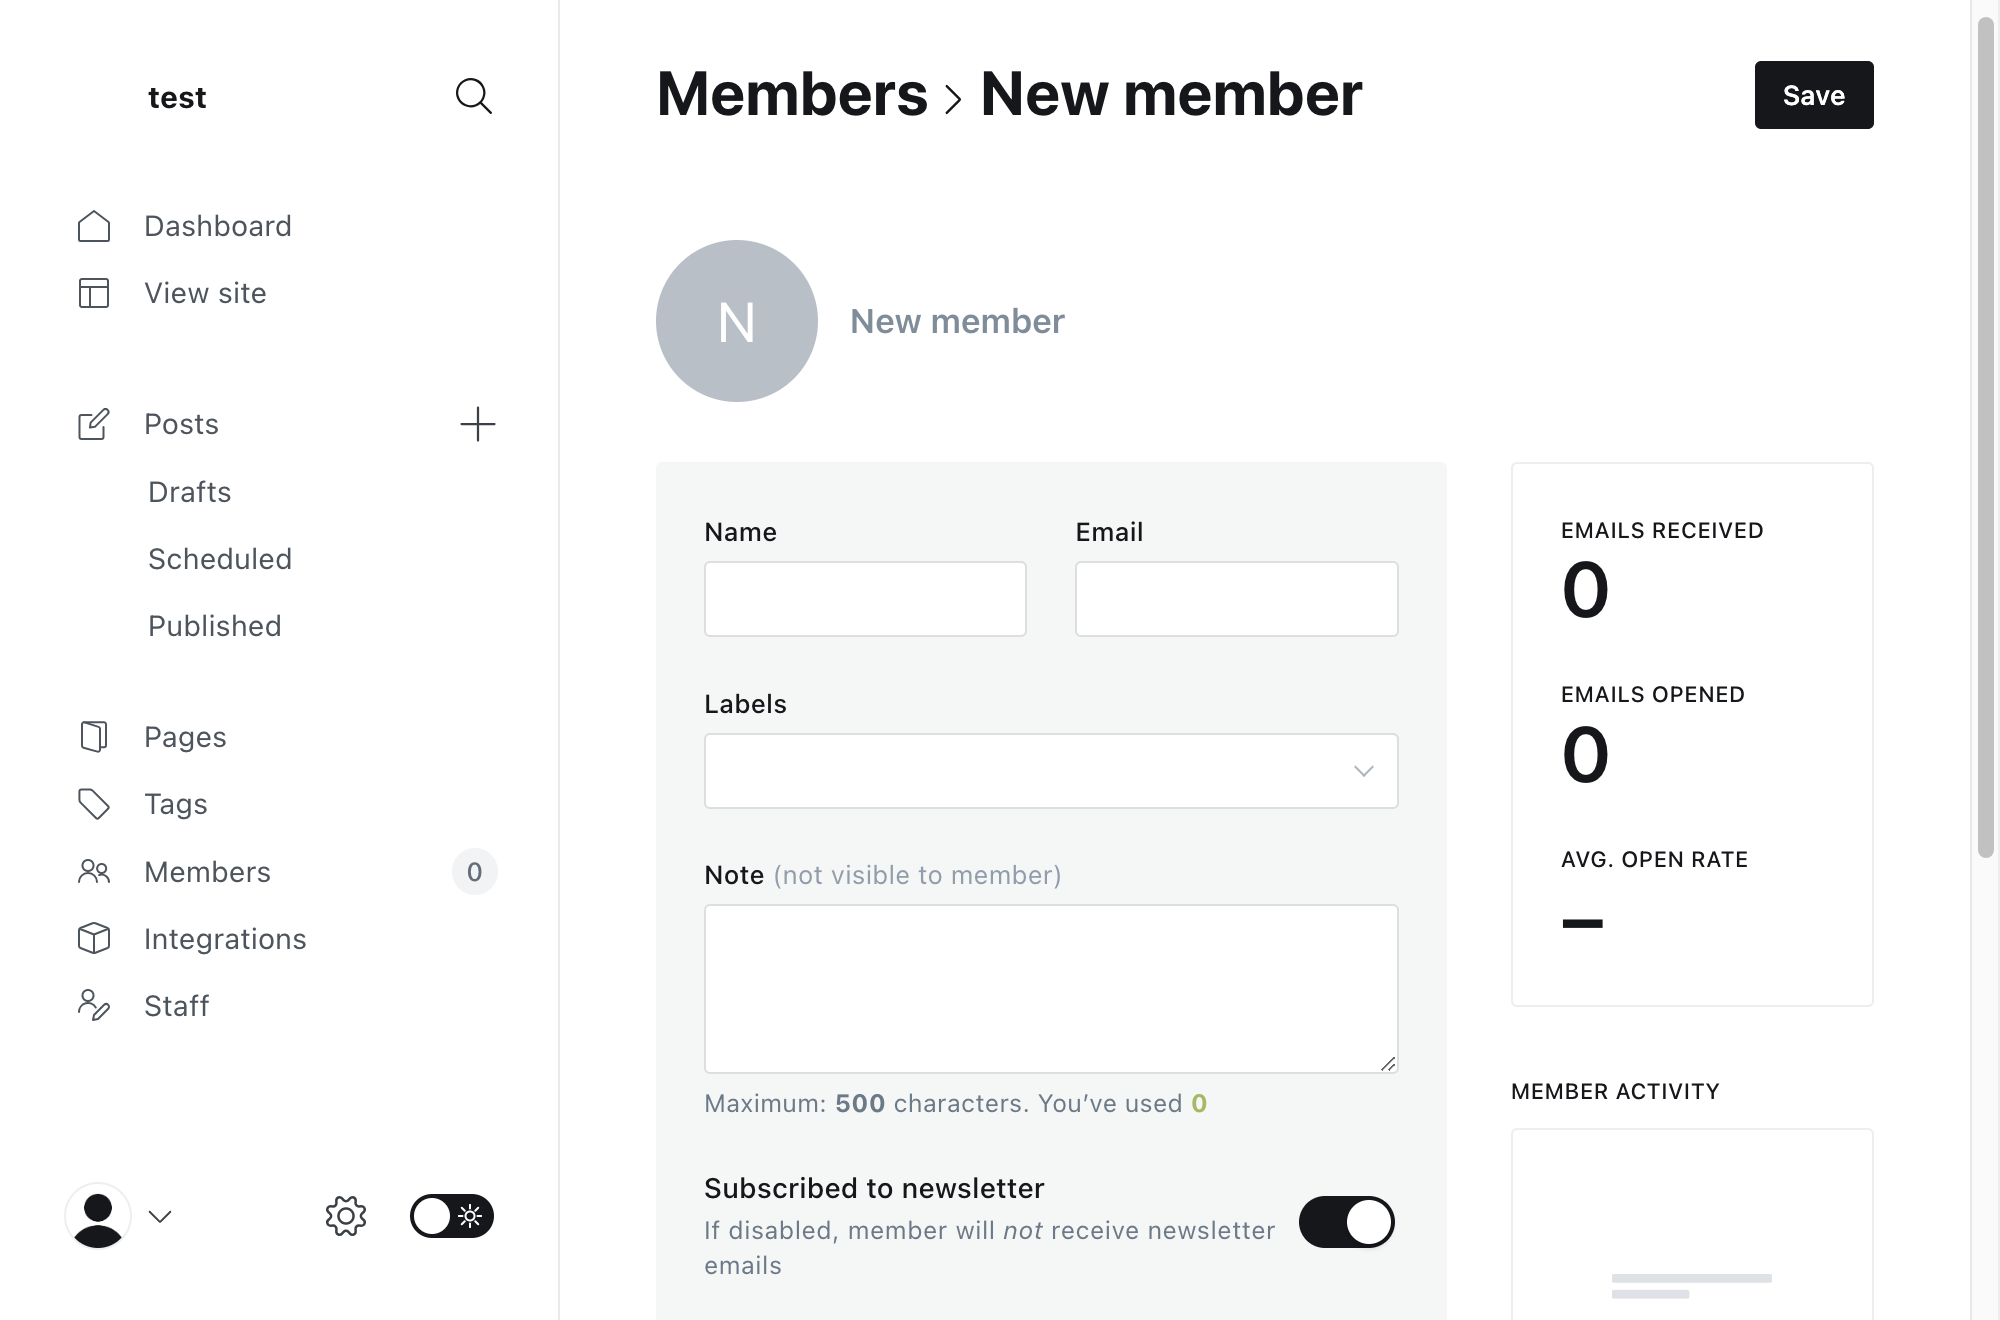 test
Dashboard
View site
Posts
Drafts
Scheduled
Published
Pages
Tags
Members 0
Integrations
Staff
Members › New member
Save
N
New member
Name
Email
Labels
Note (not visible to member)
Maximum: 500 characters. You’ve used 0
Subscribed to newsletter
If disabled, member will not receive newsletter
emails
EMAILS RECEIVED
0
EMAILS OPENED
0
AVG. OPEN RATE
–
MEMBER ACTIVITY